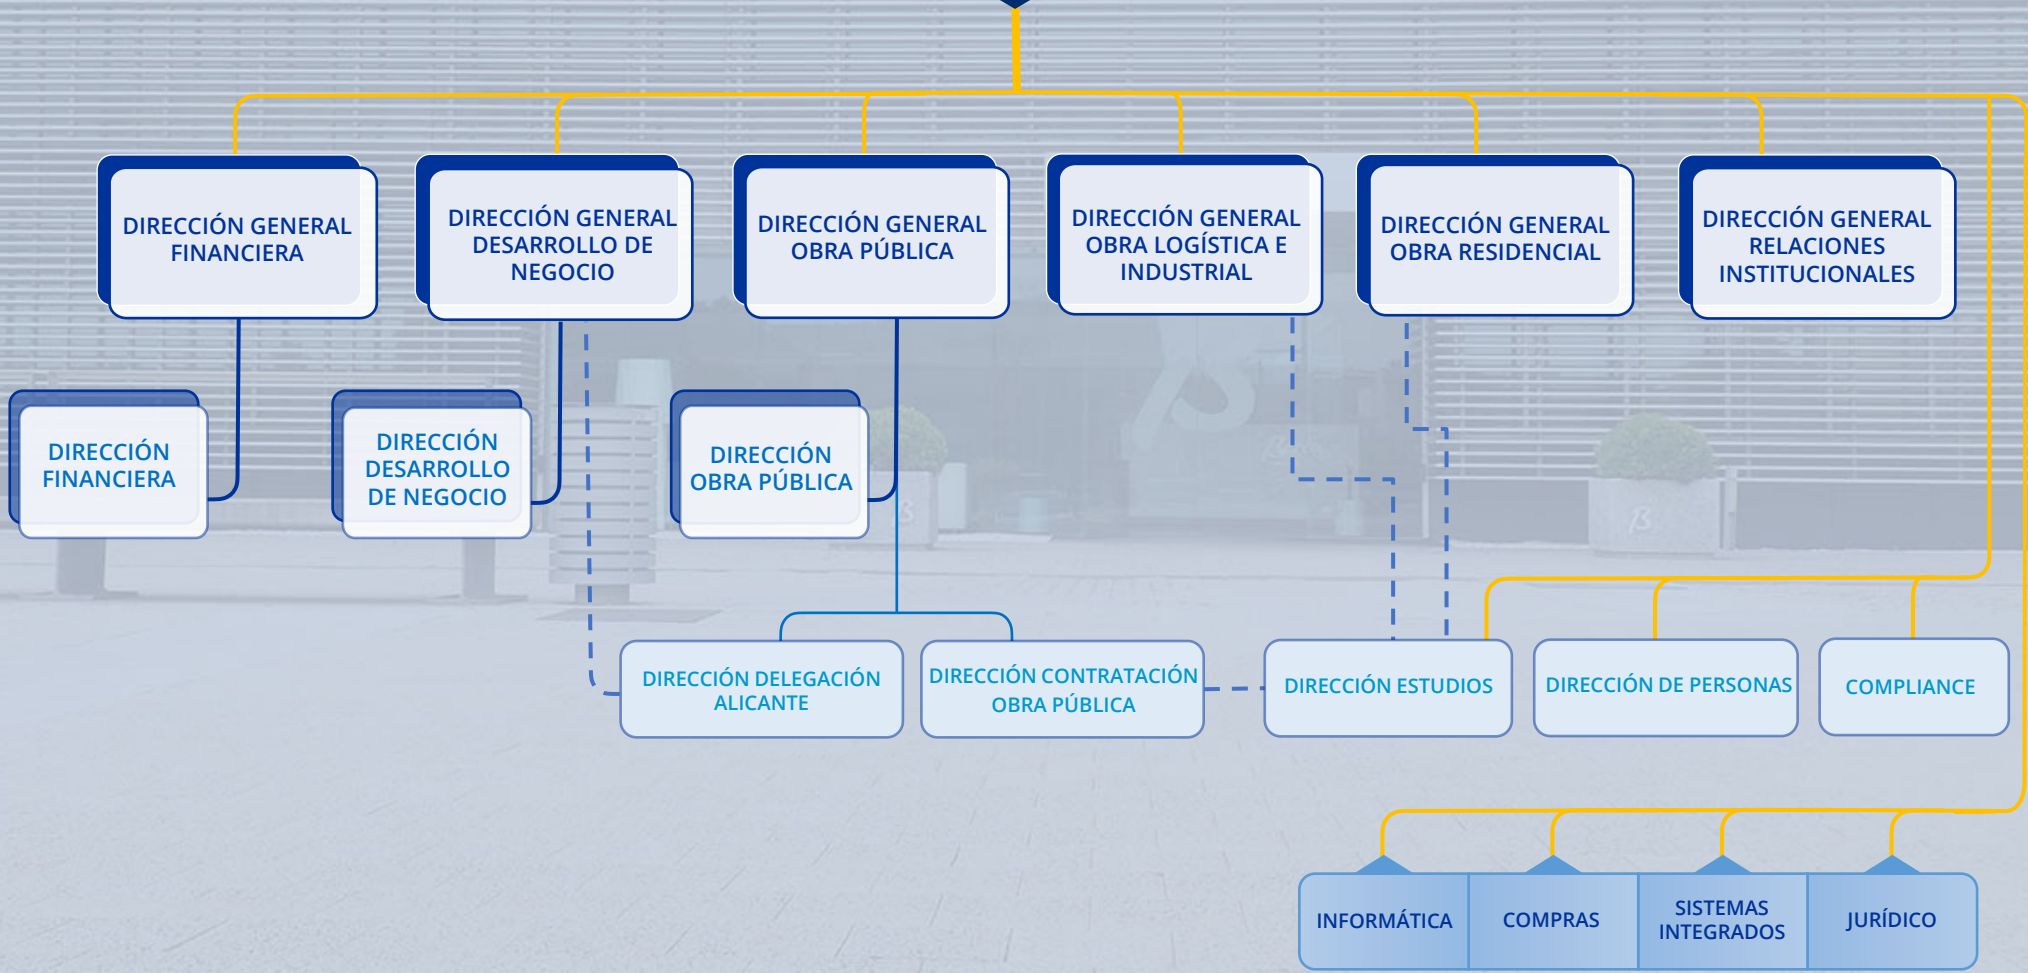 DIRECCIÓN GENERAL
FINANCIERA
DIRECCIÓN GENERAL
DESARROLLO DE
NEGOCIO
DIRECCIÓN GENERAL
OBRA PÚBLICA
DIRECCIÓN GENERAL
OBRA LOGÍSTICA E
INDUSTRIAL
DIRECCIÓN GENERAL
OBRA RESIDENCIAL
DIRECCIÓN GENERAL
RELACIONES
INSTITUCIONALES
DIRECCIÓN
FINANCIERA
DIRECCIÓN
DESARROLLO
DE NEGOCIO
DIRECCIÓN
OBRA PÚBLICA
DIRECCIÓN DELEGACIÓN
ALICANTE
DIRECCIÓN CONTRATACIÓN
OBRA PÚBLICA
DIRECCIÓN ESTUDIOS
DIRECCIÓN DE PERSONAS
COMPLIANCE
INFORMÁTICA
COMPRAS
SISTEMAS
INTEGRADOS
JURÍDICO